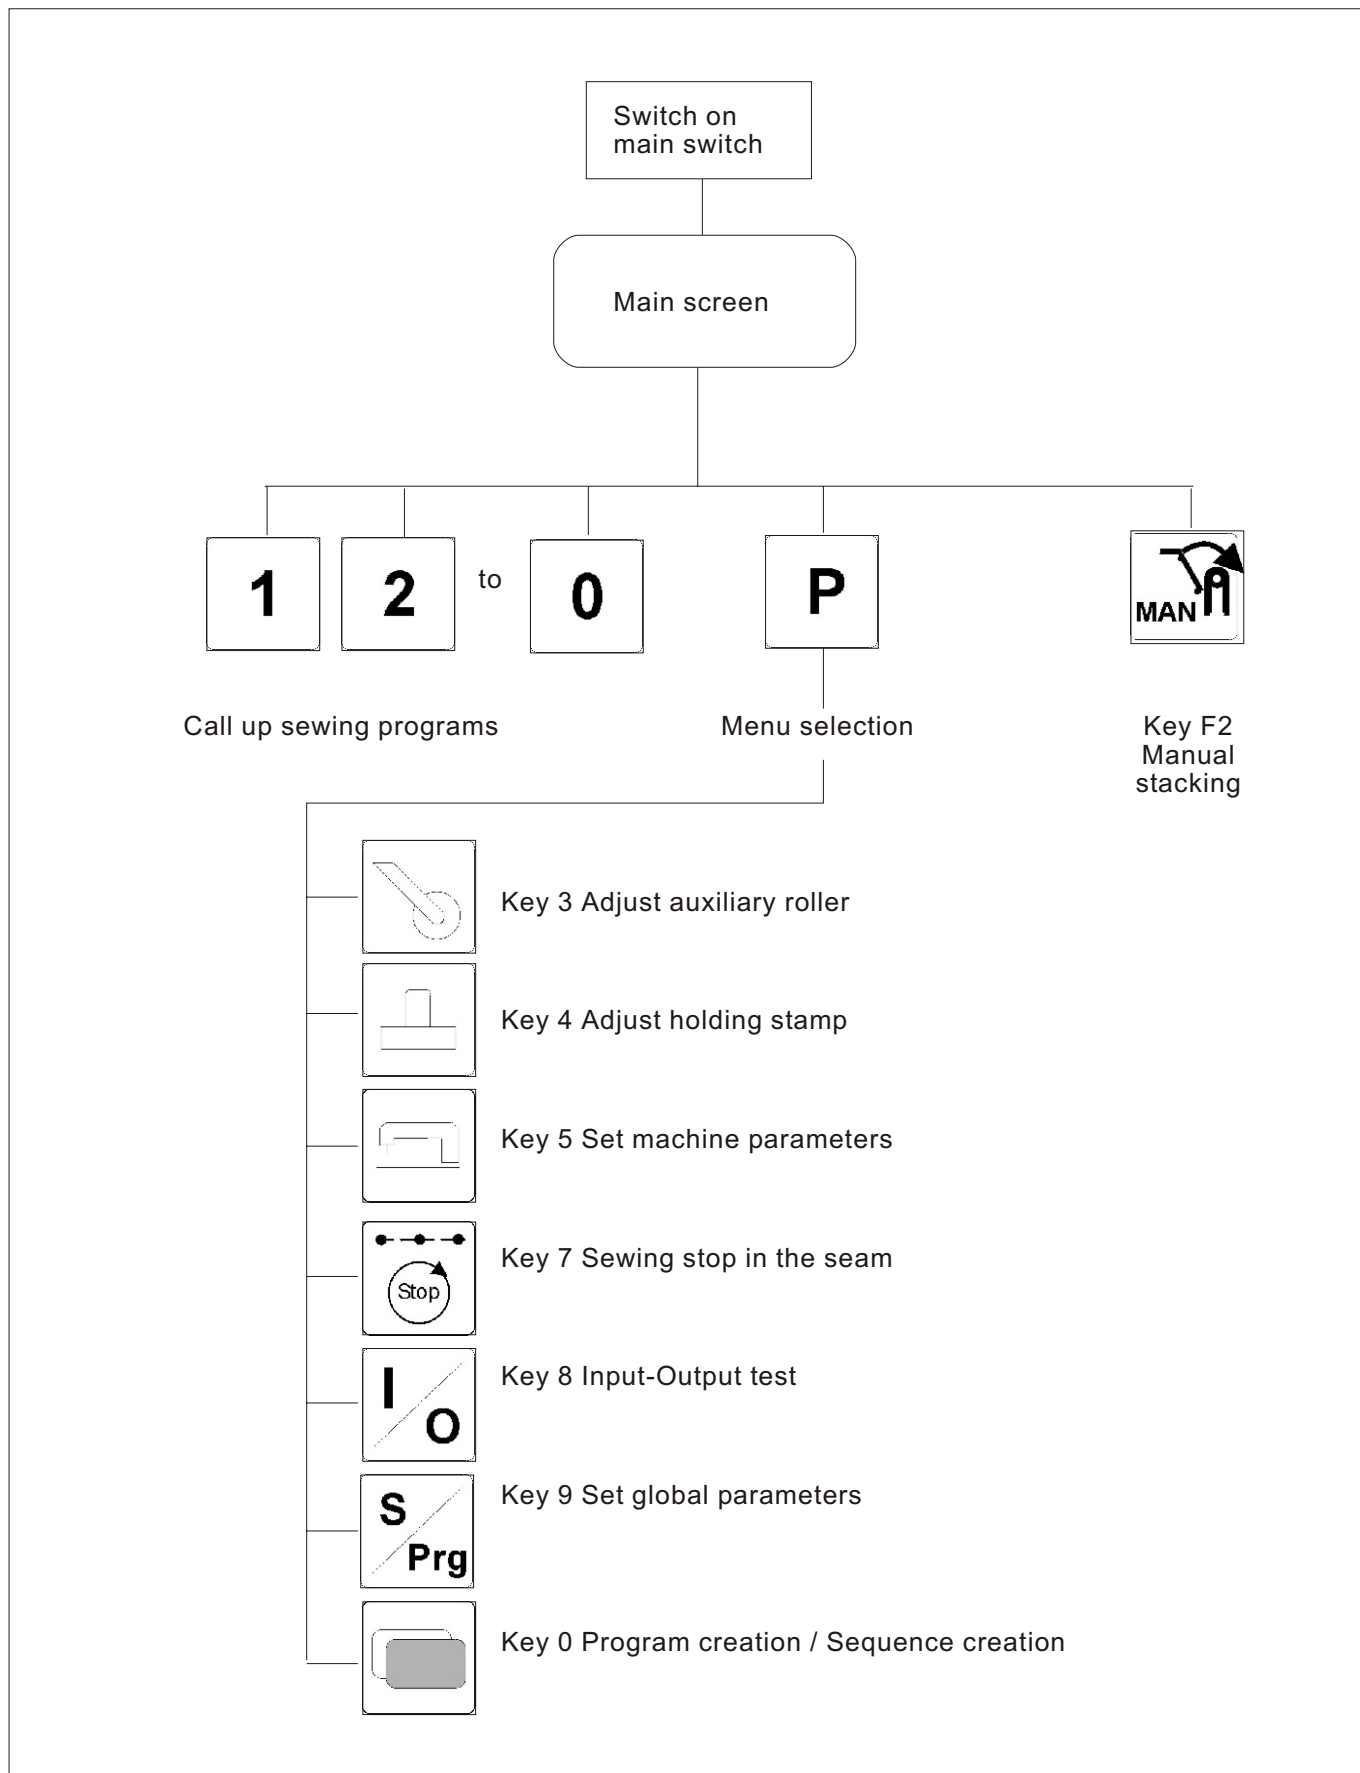 Switch on
main switch
Main screen
1 2 to 0 P MAN
Call up sewing programs
Menu selection
Key F2
Manual
stacking
Key 3 Adjust auxiliary roller
Key 4 Adjust holding stamp
Key 5 Set machine parameters
Stop
Key 7 Sewing stop in the seam
I
O
Key 8 Input-Output test
S
Prg
Key 9 Set global parameters
Key 0 Program creation / Sequence creation